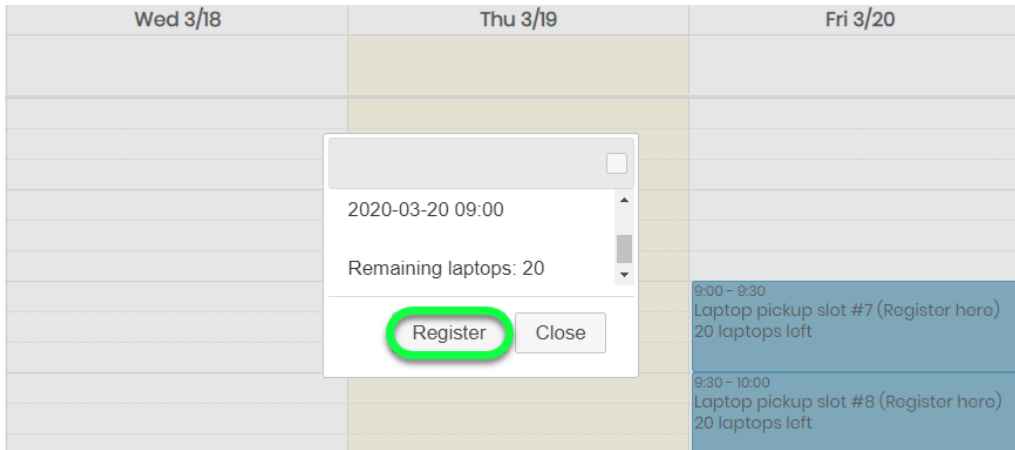 Wed 3/18
Thu 3/19
Fri 3/20
2020-03-20 09:00
Remaining laptops: 20
Register
Close
9:00 - 9:30
Laptop pickup slot #7 (Register here)
20 laptops left
9:30 - 10:00
Laptop pickup slot #8 (Register here)
20 laptops left